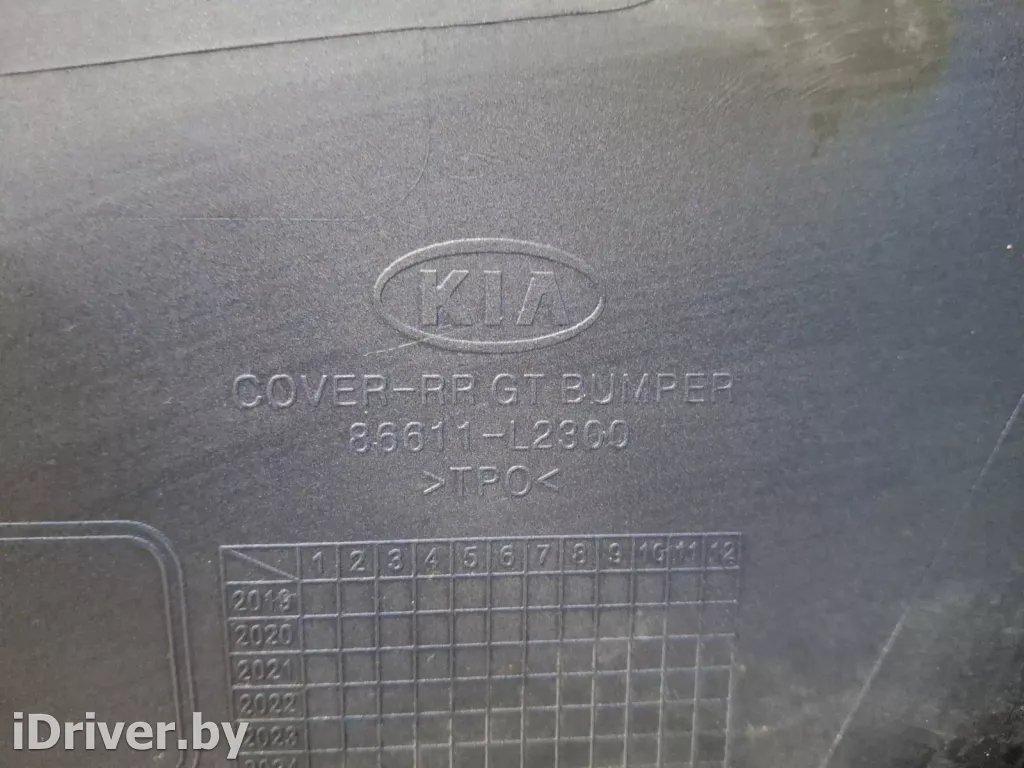 KIA
COVER-RR GT BUMPER
86611-L2300
>TPO<
1 2 3 4 5 6 7 8 9 10 11 12
2019
2020
2021
2022
2023
2024
iDriver.by